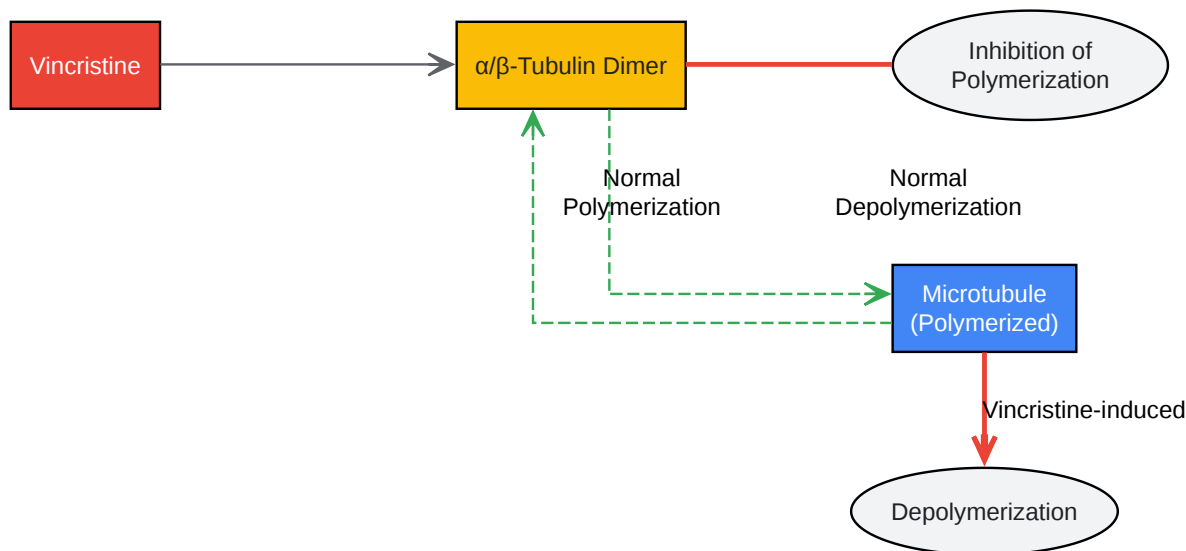 Vincristine
α/β-Tubulin Dimer
Inhibition of
Polymerization
Normal
Polymerization
Normal
Depolymerization
Microtubule
(Polymerized)
Vincristine-induced
Depolymerization